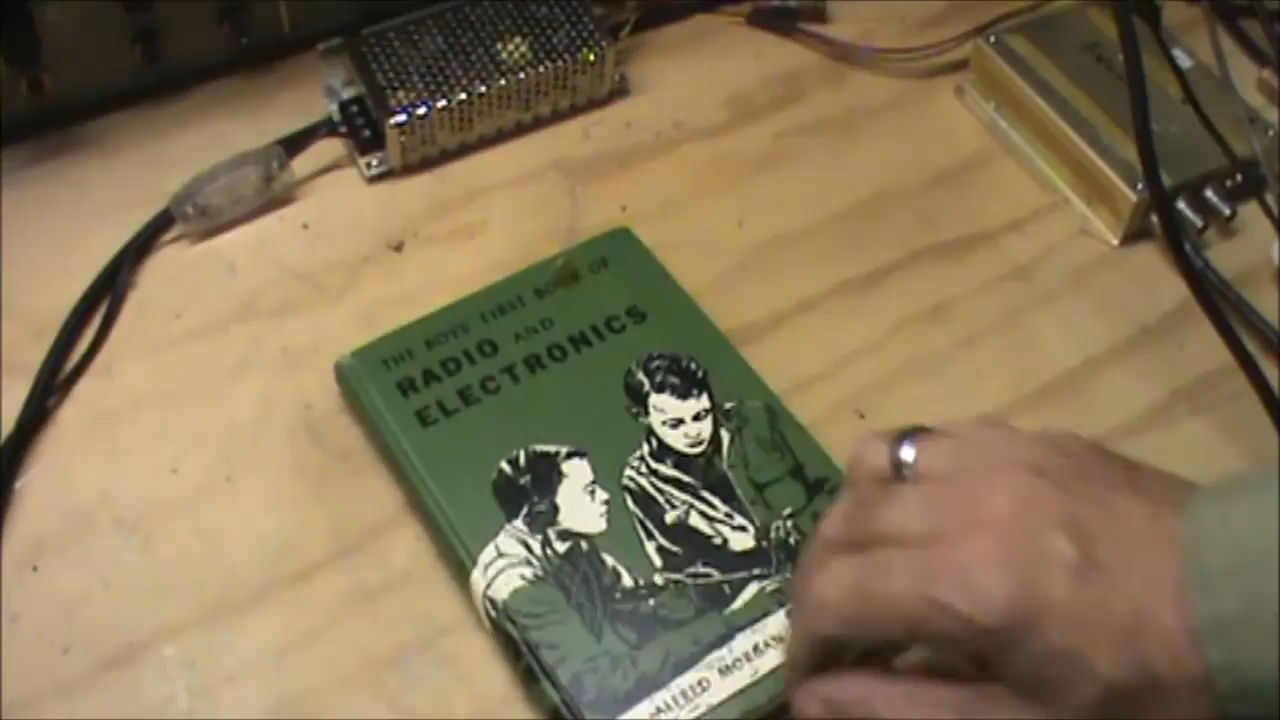 THE BOYS' FIRST BOOK OF
RADIO AND
ELECTRONICS
ALFRED MORGAN